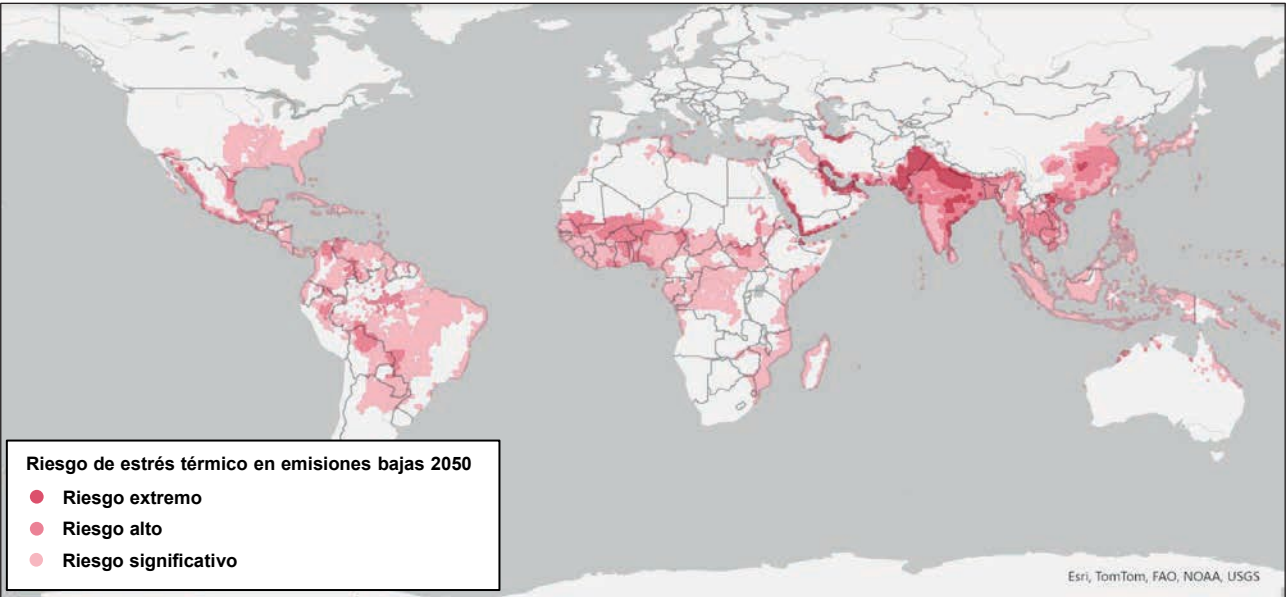 Riesgo de estrés térmico en emisiones bajas 2050
Riesgo extremo
Riesgo alto
Riesgo significativo
Esri, TomTom, FAO, NOAA, USGS